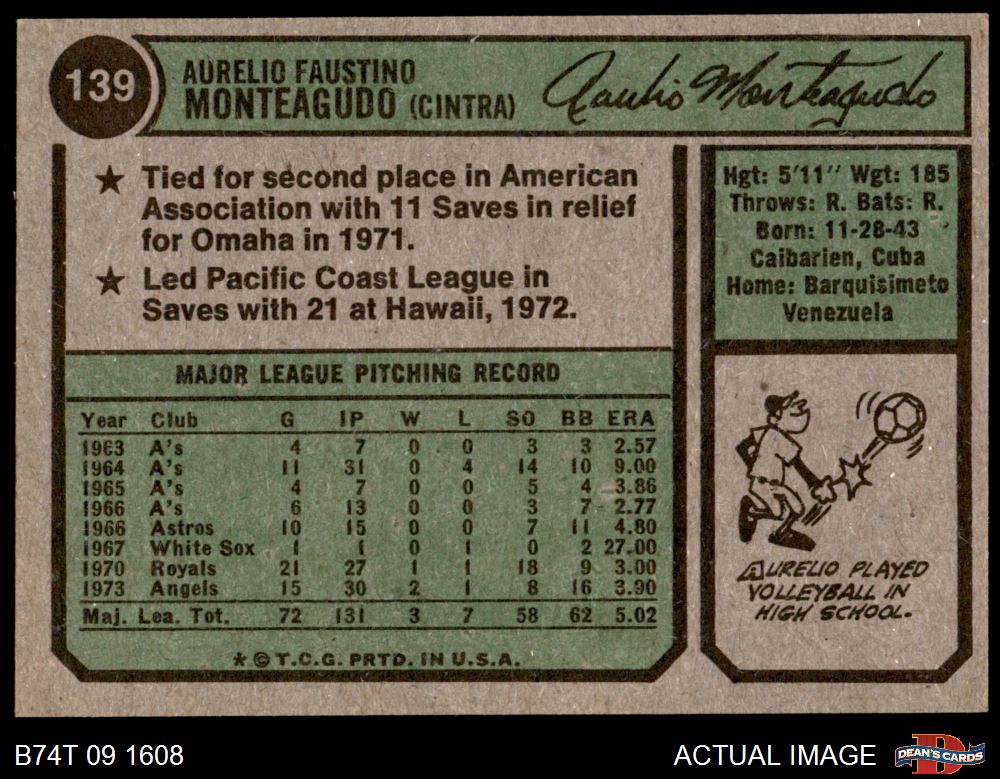 139
AURELIO FAUSTINO
MONTEAGUDO (CINTRA)
Aurelio Monteagudo
★ Tied for second place in American
Association with 11 Saves in relief
for Omaha in 1971.
★ Led Pacific Coast League in
Saves with 21 at Hawaii, 1972.
Hgt: 5'11" Wgt: 185
Throws: R. Bats: R.
Born: 11-28-43
Caibarien, Cuba
Home: Barquisimeto
Venezuela
MAJOR LEAGUE PITCHING RECORD
Year Club G IP W L SO BB ERA
1963 A's 4 7 0 0 3 3 2.57
1964 A's 11 31 0 4 14 10 9.00
1965 A's 4 7 0 0 5 4 3.86
1966 A's 6 13 0 0 3 7 2.77
1966 Astros 10 15 0 0 7 11 4.80
1967 White Sox 1 1 0 1 0 2 27.00
1970 Royals 21 27 1 1 18 9 3.00
1973 Angels 15 30 2 1 8 16 3.90
Maj. Lea. Tot. 72 131 3 7 58 62 5.02
★ © T.C.G. PRTD. IN U.S.A.
AURELIO PLAYED
VOLLEYBALL IN
HIGH SCHOOL.
B74T 09 1608
ACTUAL IMAGE
DEAN'S CARDS